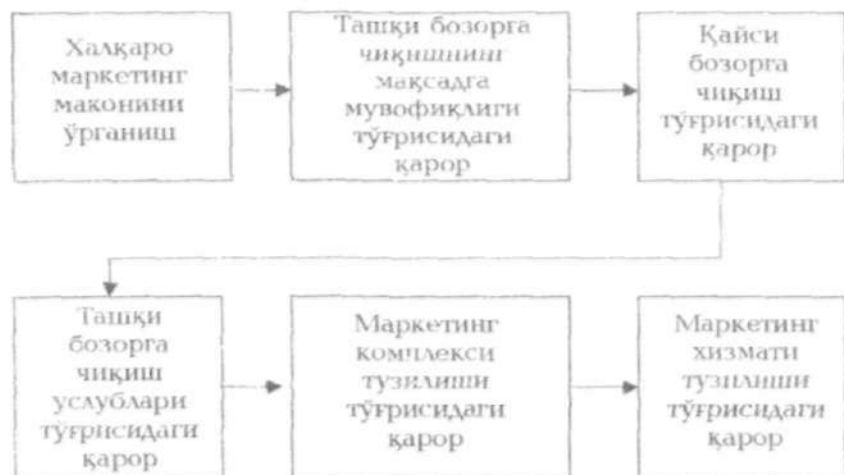 Халқаро
маркетинг
маконини
ўрганиш
Ташқи бозорга
чиқишнинг
мақсадга
мувофиқлиги
тўғрисидаги
қарор
Қайси
бозорга
чиқиш
тўғрисидаги
қарор
Ташқи
бозорга
чиқиш
услублари
тўғрисидаги
қарор
Маркетинг
комплекси
тузилиши
тўғрисидаги
қарор
Маркетинг
хизмати
тузилиши
тўғрисидаги
қарор